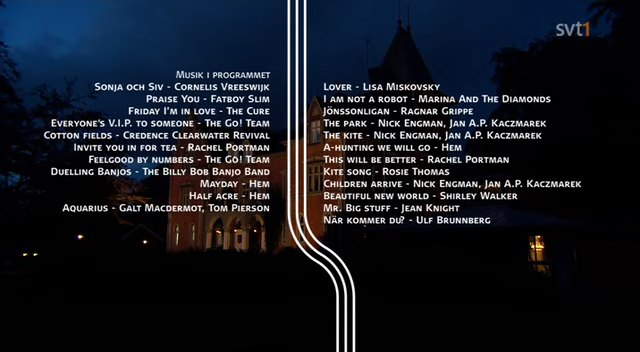 svt1
Musik i programmet
Sonja och Siv - Cornelis Vreeswijk
Praise You - Fatboy Slim
Friday I'm in love - The Cure
Everyone's V.I.P. to someone - The Go! Team
Cotton fields - Credence Clearwater Revival
Invite you in for tea - Rachel Portman
Feelgood by numbers - The Go! Team
Duelling Banjos - The Billy Bob Banjo Band
Mayday - Hem
Half acre - Hem
Aquarius - Galt Macdermot, Tom Pierson
Lover - Lisa Miskovsky
I am not a robot - Marina And The Diamonds
Jönssonligan - Ragnar Grippe
The park - Nick Engman, Jan A.P. Kaczmarek
The kite - Nick Engman, Jan A.P. Kaczmarek
A-hunting we will go - Hem
This will be better - Rachel Portman
Kite song - Rosie Thomas
Children arrive - Nick Engman, Jan A.P. Kaczmarek
Beautiful new world - Shirley Walker
Mr. Big stuff - Jean Knight
När kommer du? - Ulf Brunnberg